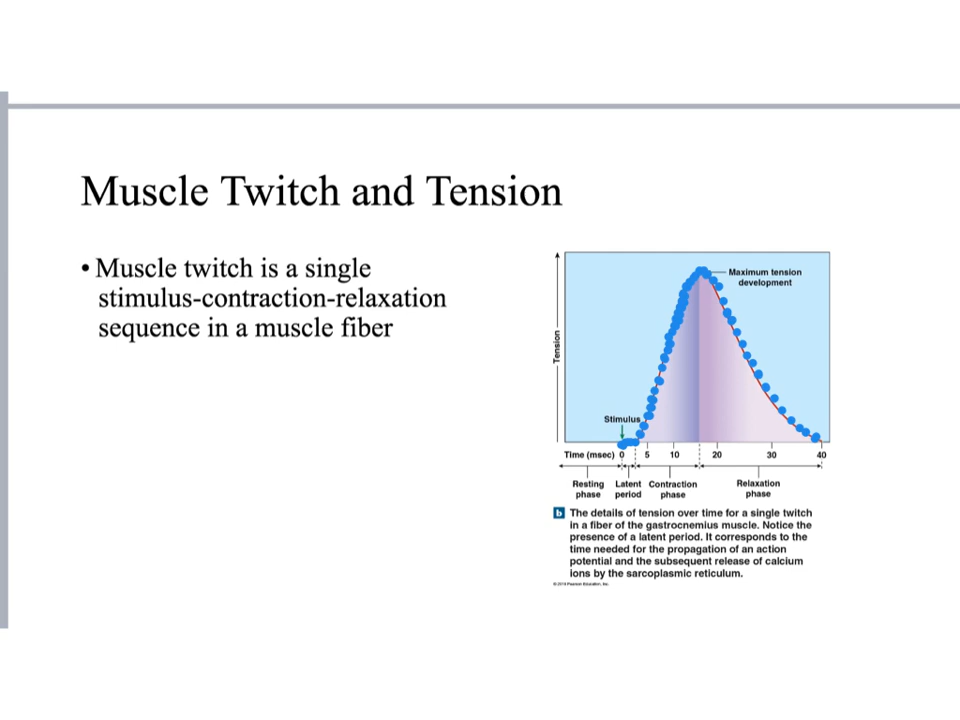 Muscle Twitch and Tension
• Muscle twitch is a single
stimulus-contraction-relaxation
sequence in a muscle fiber
Maximum tension
development
Tension
Stimulus
Time (msec) 0 5 10 20 30 40
Resting phase
Latent period
Contraction phase
Relaxation phase
b The details of tension over time for a single twitch
in a fiber of the gastrocnemius muscle. Notice the
presence of a latent period. It corresponds to the
time needed for the propagation of an action
potential and the subsequent release of calcium
ions by the sarcoplasmic reticulum.
Pearson Education, Inc.